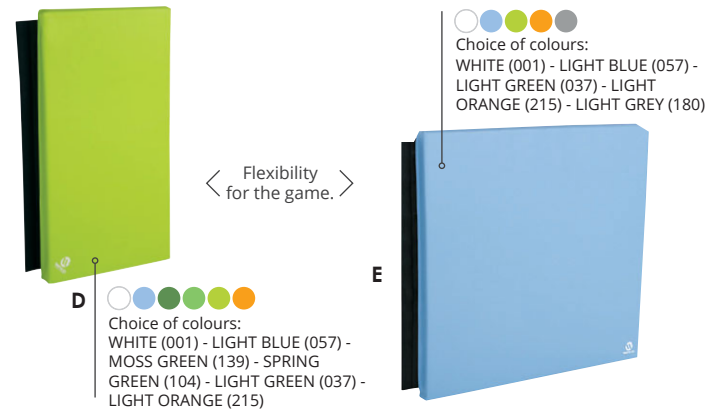 Choice of colours:
WHITE (001) - LIGHT BLUE (057) -
LIGHT GREEN (037) - LIGHT
ORANGE (215) - LIGHT GREY (180)
Flexibility
for the game.
E
D
Choice of colours:
WHITE (001) - LIGHT BLUE (057) -
MOSS GREEN (139) - SPRING
GREEN (104) - LIGHT GREEN (037) -
LIGHT ORANGE (215)